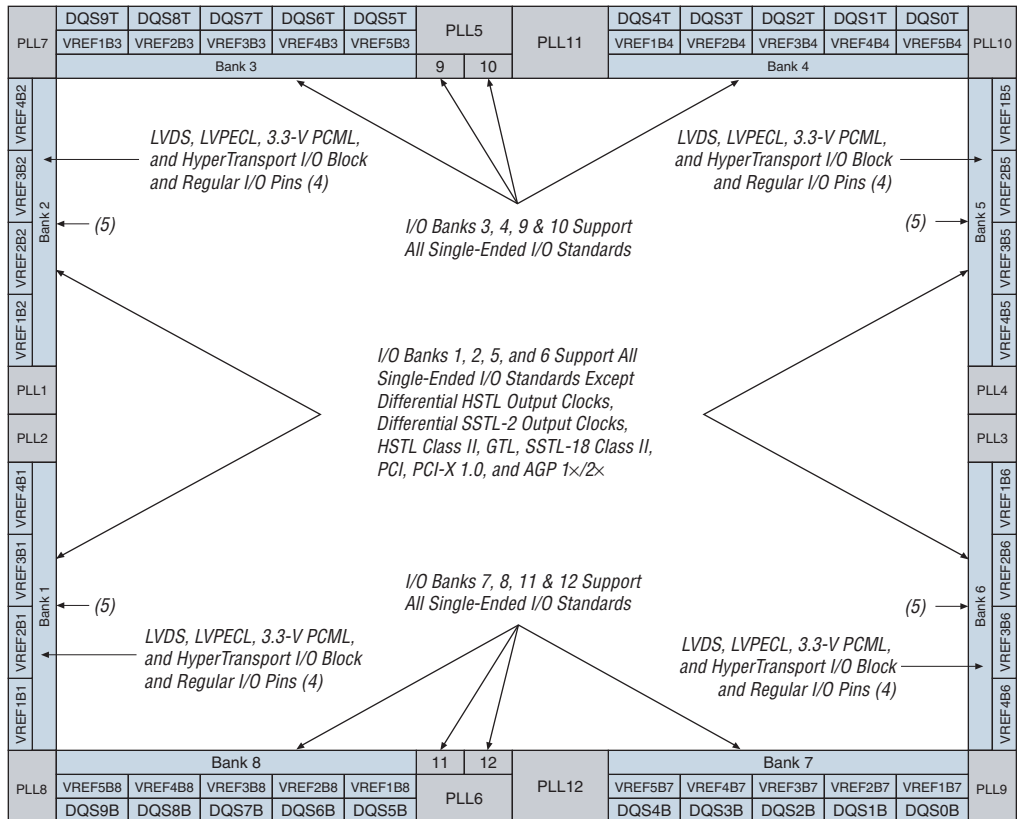 DQS9T DQS8T DQS7T DQS6T DQS5T
PLL7
VREF1B3 VREF2B3 VREF3B3 VREF4B3 VREF5B3
Bank 3
PLL5
9 10
PLL11
DQS4T DQS3T DQS2T DQS1T DQS0T
VREF1B4 VREF2B4 VREF3B4 VREF4B4 VREF5B4
Bank 4
PLL10
VREF4B2
VREF3B2
VREF2B2
VREF1B2
Bank 2
LVDS, LVPECL, 3.3-V PCML,
and HyperTransport I/O Block
and Regular I/O Pins (4)
(5)
LVDS, LVPECL, 3.3-V PCML,
and HyperTransport I/O Block
and Regular I/O Pins (4)
(5)
Bank 5
VREF1B5
VREF2B5
VREF3B5
VREF4B5
I/O Banks 3, 4, 9 & 10 Support
All Single-Ended I/O Standards
I/O Banks 1, 2, 5, and 6 Support All
Single-Ended I/O Standards Except
Differential HSTL Output Clocks,
Differential SSTL-2 Output Clocks,
HSTL Class II, GTL, SSTL-18 Class II,
PCI, PCI-X 1.0, and AGP 1×/2×
PLL1
PLL2
PLL4
PLL3
VREF4B1
VREF3B1
VREF2B1
VREF1B1
Bank 1
I/O Banks 7, 8, 11 & 12 Support
All Single-Ended I/O Standards
(5)
LVDS, LVPECL, 3.3-V PCML,
and HyperTransport I/O Block
and Regular I/O Pins (4)
(5)
LVDS, LVPECL, 3.3-V PCML,
and HyperTransport I/O Block
and Regular I/O Pins (4)
Bank 6
VREF1B6
VREF2B6
VREF3B6
VREF4B6
PLL8
Bank 8
VREF5B8 VREF4B8 VREF3B8 VREF2B8 VREF1B8
DQS9B DQS8B DQS7B DQS6B DQS5B
11 12
PLL6
PLL12
Bank 7
VREF5B7 VREF4B7 VREF3B7 VREF2B7 VREF1B7
DQS4B DQS3B DQS2B DQS1B DQS0B
PLL9